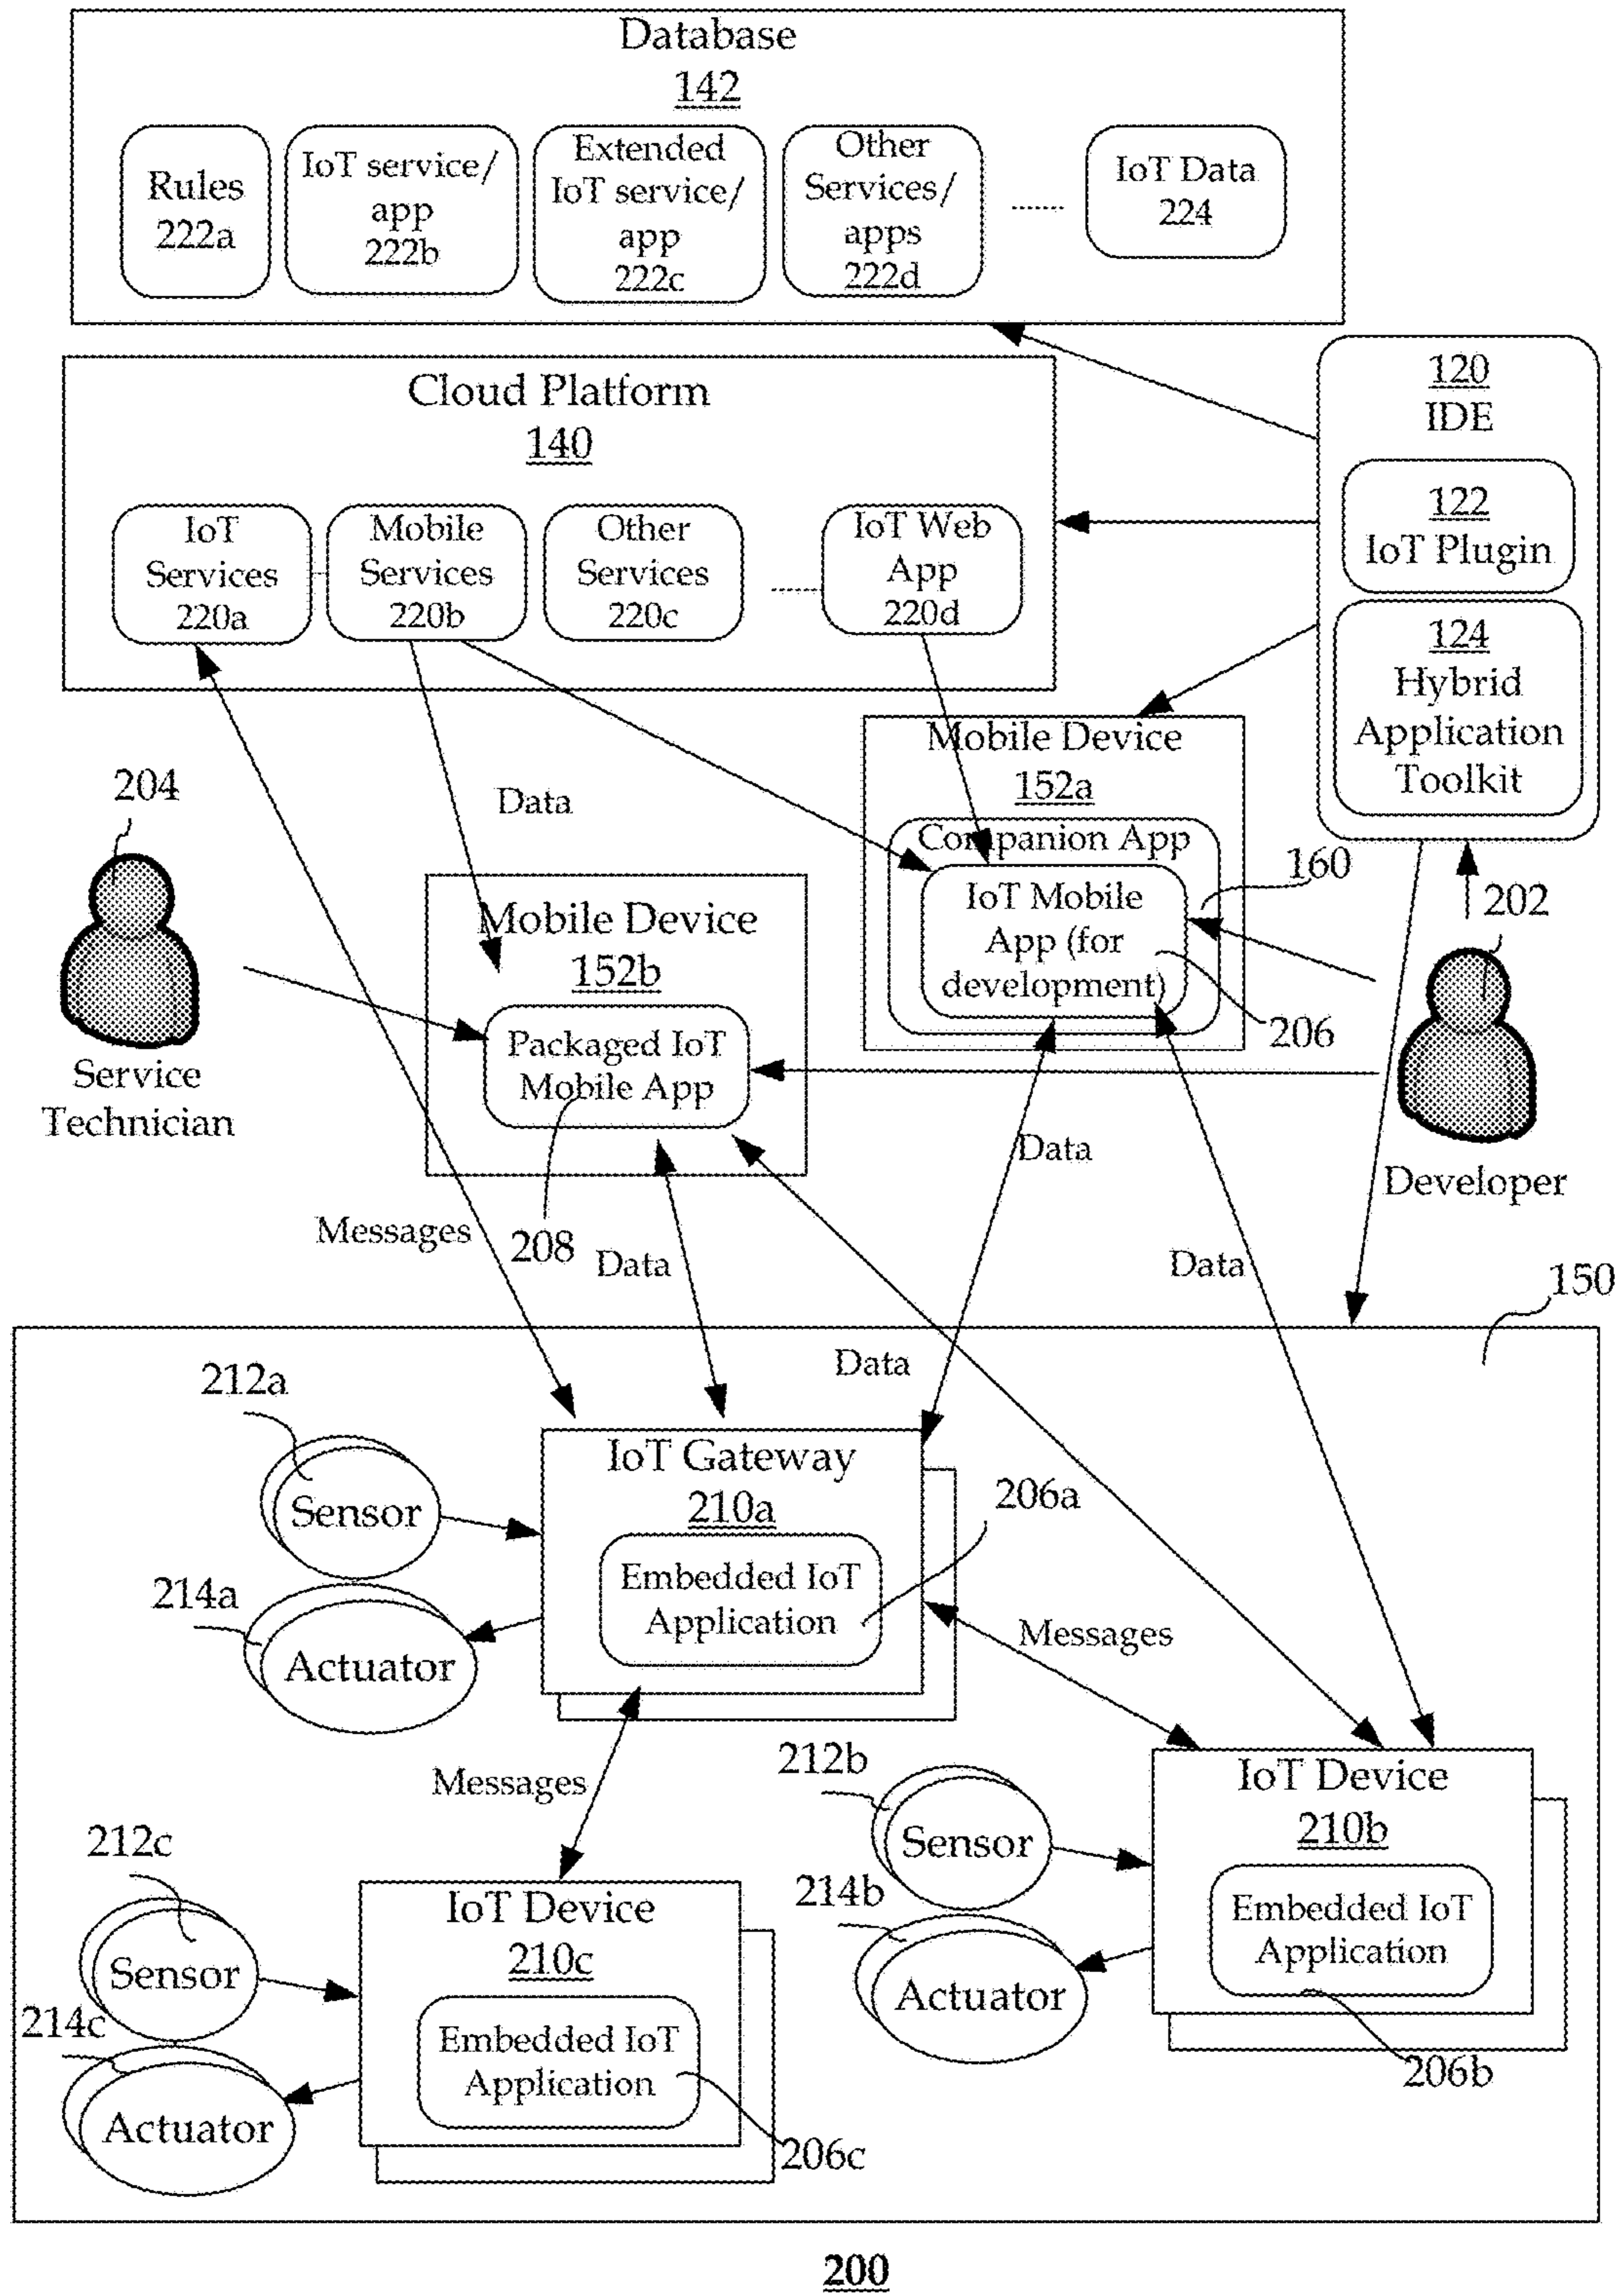 Database
142
Rules
222a
IoT service/
app
222b
Extended
IoT service/
app
222c
Other
Services/
apps
222d
IoT Data
224
Cloud Platform
140
IoT
Services
220a
Mobile
Services
220b
Other
Services
220c
IoT Web
App
220d
120
IDE
122
IoT Plugin
124
Hybrid
Application
Toolkit
204
Service
Technician
Data
Mobile Device
152a
Companion App
IoT Mobile
App (for
development)
160
206
202
Developer
Mobile Device
152b
Packaged IoT
Mobile App
208
Messages
Data
Data
Data
Data
150
212a
Sensor
214a
Actuator
IoT Gateway
210a
Embedded IoT
Application
206a
Messages
Messages
212b
Sensor
214b
Actuator
IoT Device
210b
Embedded IoT
Application
206b
212c
Sensor
214c
Actuator
IoT Device
210c
Embedded IoT
Application
206c
200